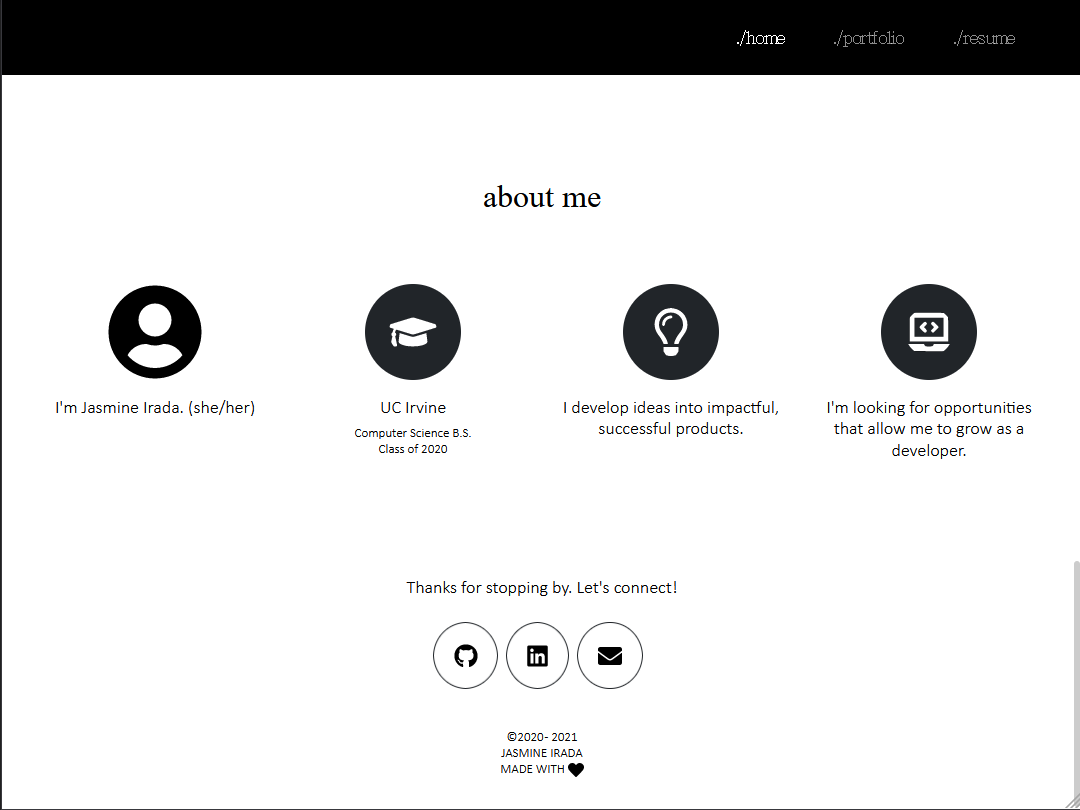 ./home ./portfolio ./resume
about me
I'm Jasmine Irada. (she/her)
UC Irvine
Computer Science B.S.
Class of 2020
I develop ideas into impactful,
successful products.
I'm looking for opportunities
that allow me to grow as a
developer.
Thanks for stopping by. Let's connect!
in
©2020- 2021
JASMINE IRADA
MADE WITH